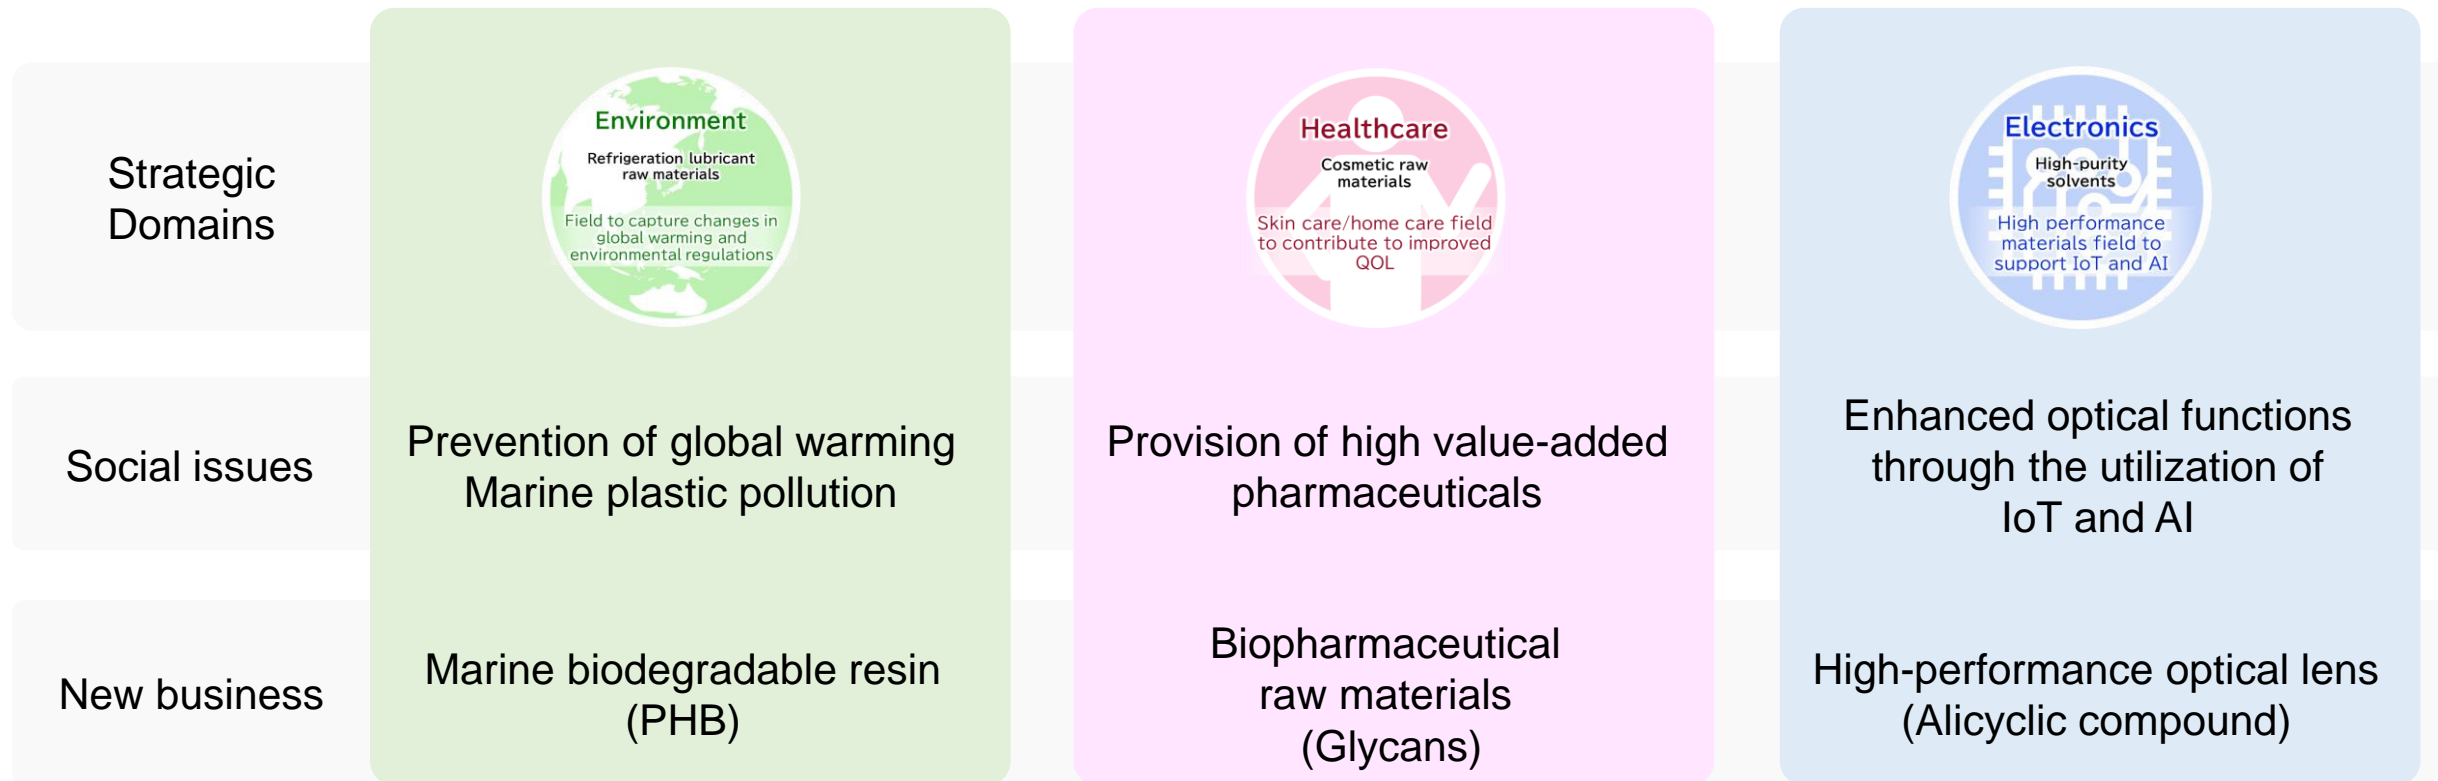 Strategic
Domains
Environment
Refrigeration lubricant
raw materials
Field to capture changes in
global warming and
environmental regulations
Healthcare
Cosmetic raw
materials
Skin care/home care field
to contribute to improved
QOL
Electronics
High-purity
solvents
High performance
materials field to
support IoT and AI
Social issues
Prevention of global warming
Marine plastic pollution
Provision of high value-added
pharmaceuticals
Enhanced optical functions
through the utilization of
IoT and AI
New business
Marine biodegradable resin
(PHB)
Biopharmaceutical
raw materials
(Glycans)
High-performance optical lens
(Alicyclic compound)